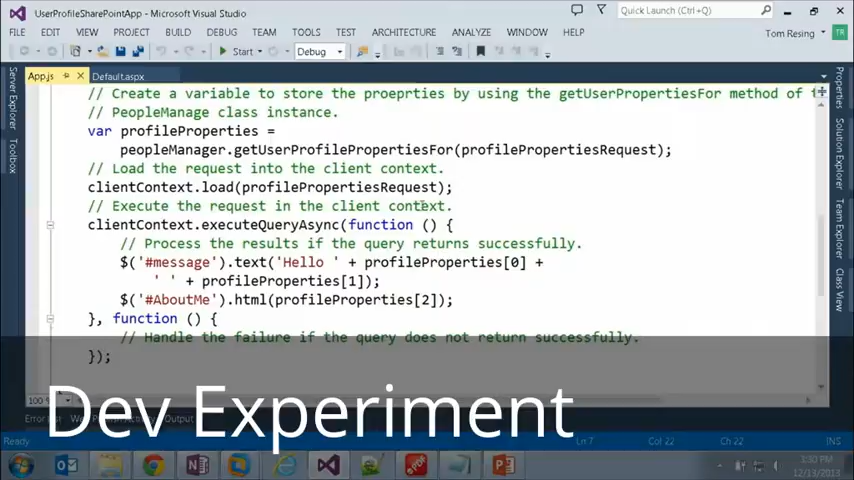 UserProfileSharePointApp - Microsoft Visual Studio
Quick Launch (Ctrl+Q)
FILE EDIT VIEW PROJECT BUILD DEBUG TEAM TOOLS TEST ARCHITECTURE ANALYZE WINDOW HELP
Tom Resing TR
Start Debug
App.js Default.aspx
Server Explorer
Toolbox
Properties
Solution Explorer
Team Explorer
Class View
// Create a variable to store the proeprties by using the getUserPropertiesFor method of
// PeopleManage class instance.
var profileProperties =
peopleManager.getUserProfilePropertiesFor(profilePropertiesRequest);
// Load the request into the client context.
clientContext.load(profilePropertiesRequest);
// Execute the request in the client context.
clientContext.executeQueryAsync(function () {
// Process the results if the query returns successfully.
$('#message').text('Hello ' + profileProperties[0] +
' ' + profileProperties[1]);
$('#AboutMe').html(profileProperties[2]);
}, function () {
// Handle the failure if the query does not return successfully.
});
100 %
Dev Experiment
Output
Ready Ln 7 Col 22 Ch 22 INS
3:30 PM
12/13/2013